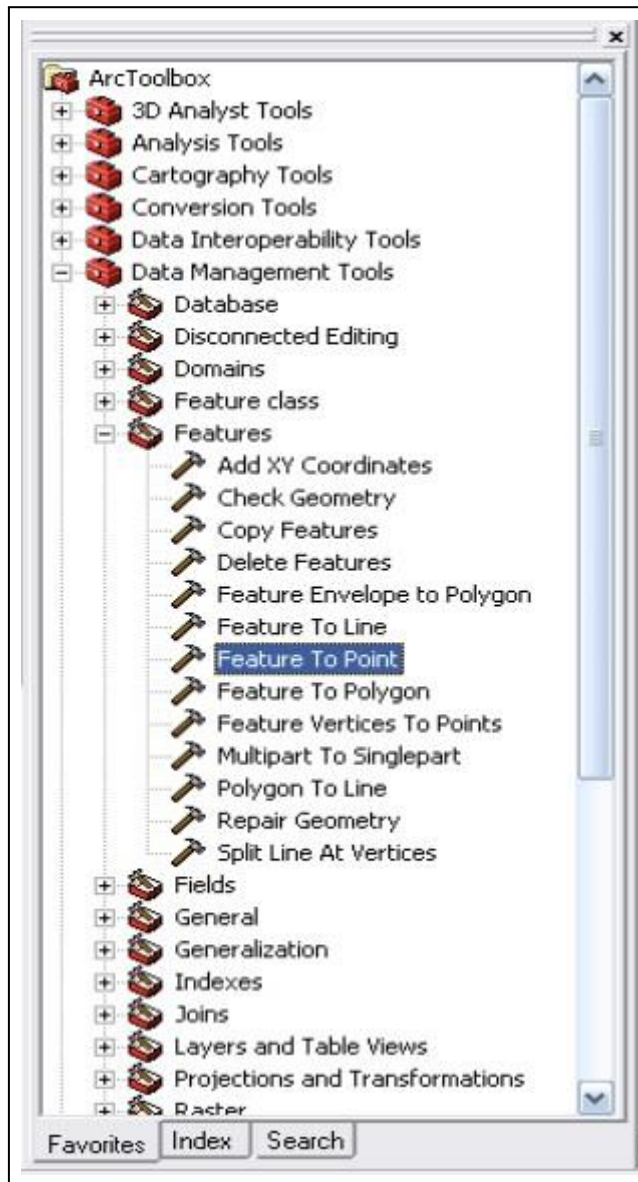 ArcToolbox
3D Analyst Tools
Analysis Tools
Cartography Tools
Conversion Tools
Data Interoperability Tools
Data Management Tools
Database
Disconnected Editing
Domains
Feature class
Features
Add XY Coordinates
Check Geometry
Copy Features
Delete Features
Feature Envelope to Polygon
Feature To Line
Feature To Point
Feature To Polygon
Feature Vertices To Points
Multipart To Singlepart
Polygon To Line
Repair Geometry
Split Line At Vertices
Fields
General
Generalization
Indexes
Joins
Layers and Table Views
Projections and Transformations
Raster
Favorites Index Search